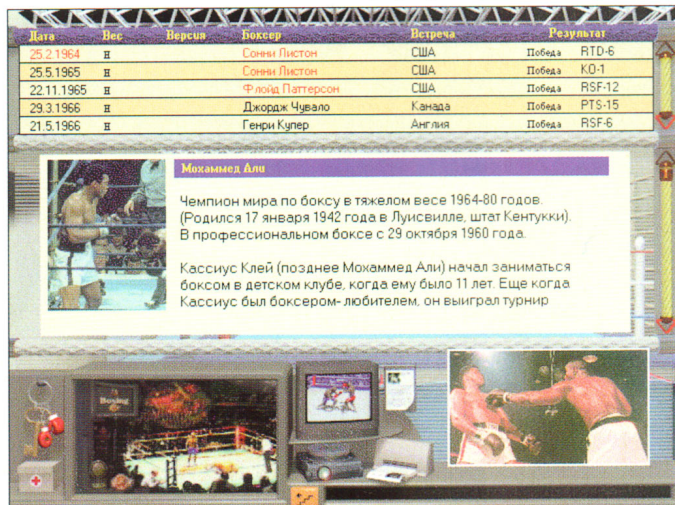 Дата Вес Версия Боксер Встреча Результат
25.2.1964 Н Сонни Листон США Победа RTD-6
25.5.1965 Н Сонни Листон США Победа KO-1
22.11.1965 Н Флойд Паттерсон США Победа RSF-12
29.3.1966 Н Джордж Чувало Канада Победа PTS-15
21.5.1966 Н Генри Купер Англия Победа RSF-6
Мохаммед Али
Чемпион мира по боксу в тяжелом весе 1964-80 годов.
(Родился 17 января 1942 года в Луисвилле, штат Кентукки).
В профессиональном боксе с 29 октября 1960 года.
Кассиус Клей (позднее Мохаммед Али) начал заниматься
боксом в детском клубе, когда ему было 11 лет. Еще когда
Кассиус был боксером- любителем, он выиграл турнир
Boxing